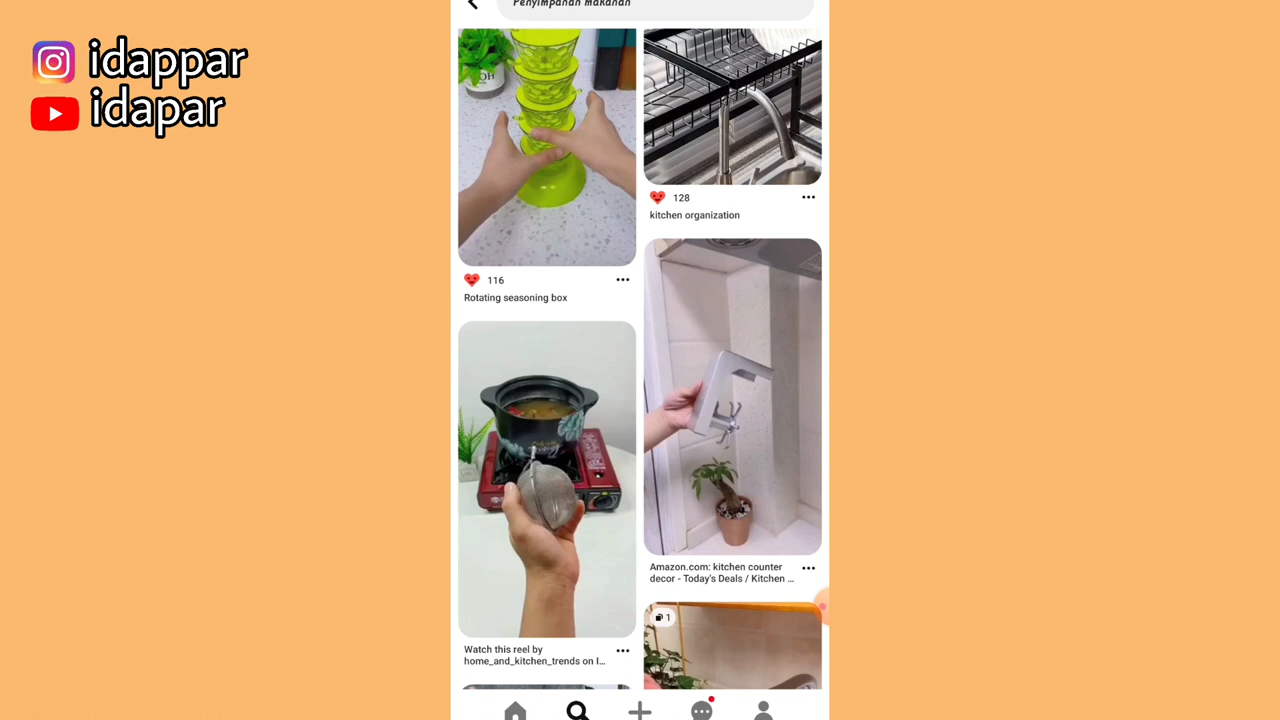 idappar
idapar
Penyimpanan makanan
116
Rotating seasoning box
Watch this reel by
home_and_kitchen_trends on I...
128
kitchen organization
Amazon.com: kitchen counter
decor - Today's Deals / Kitchen ...
1